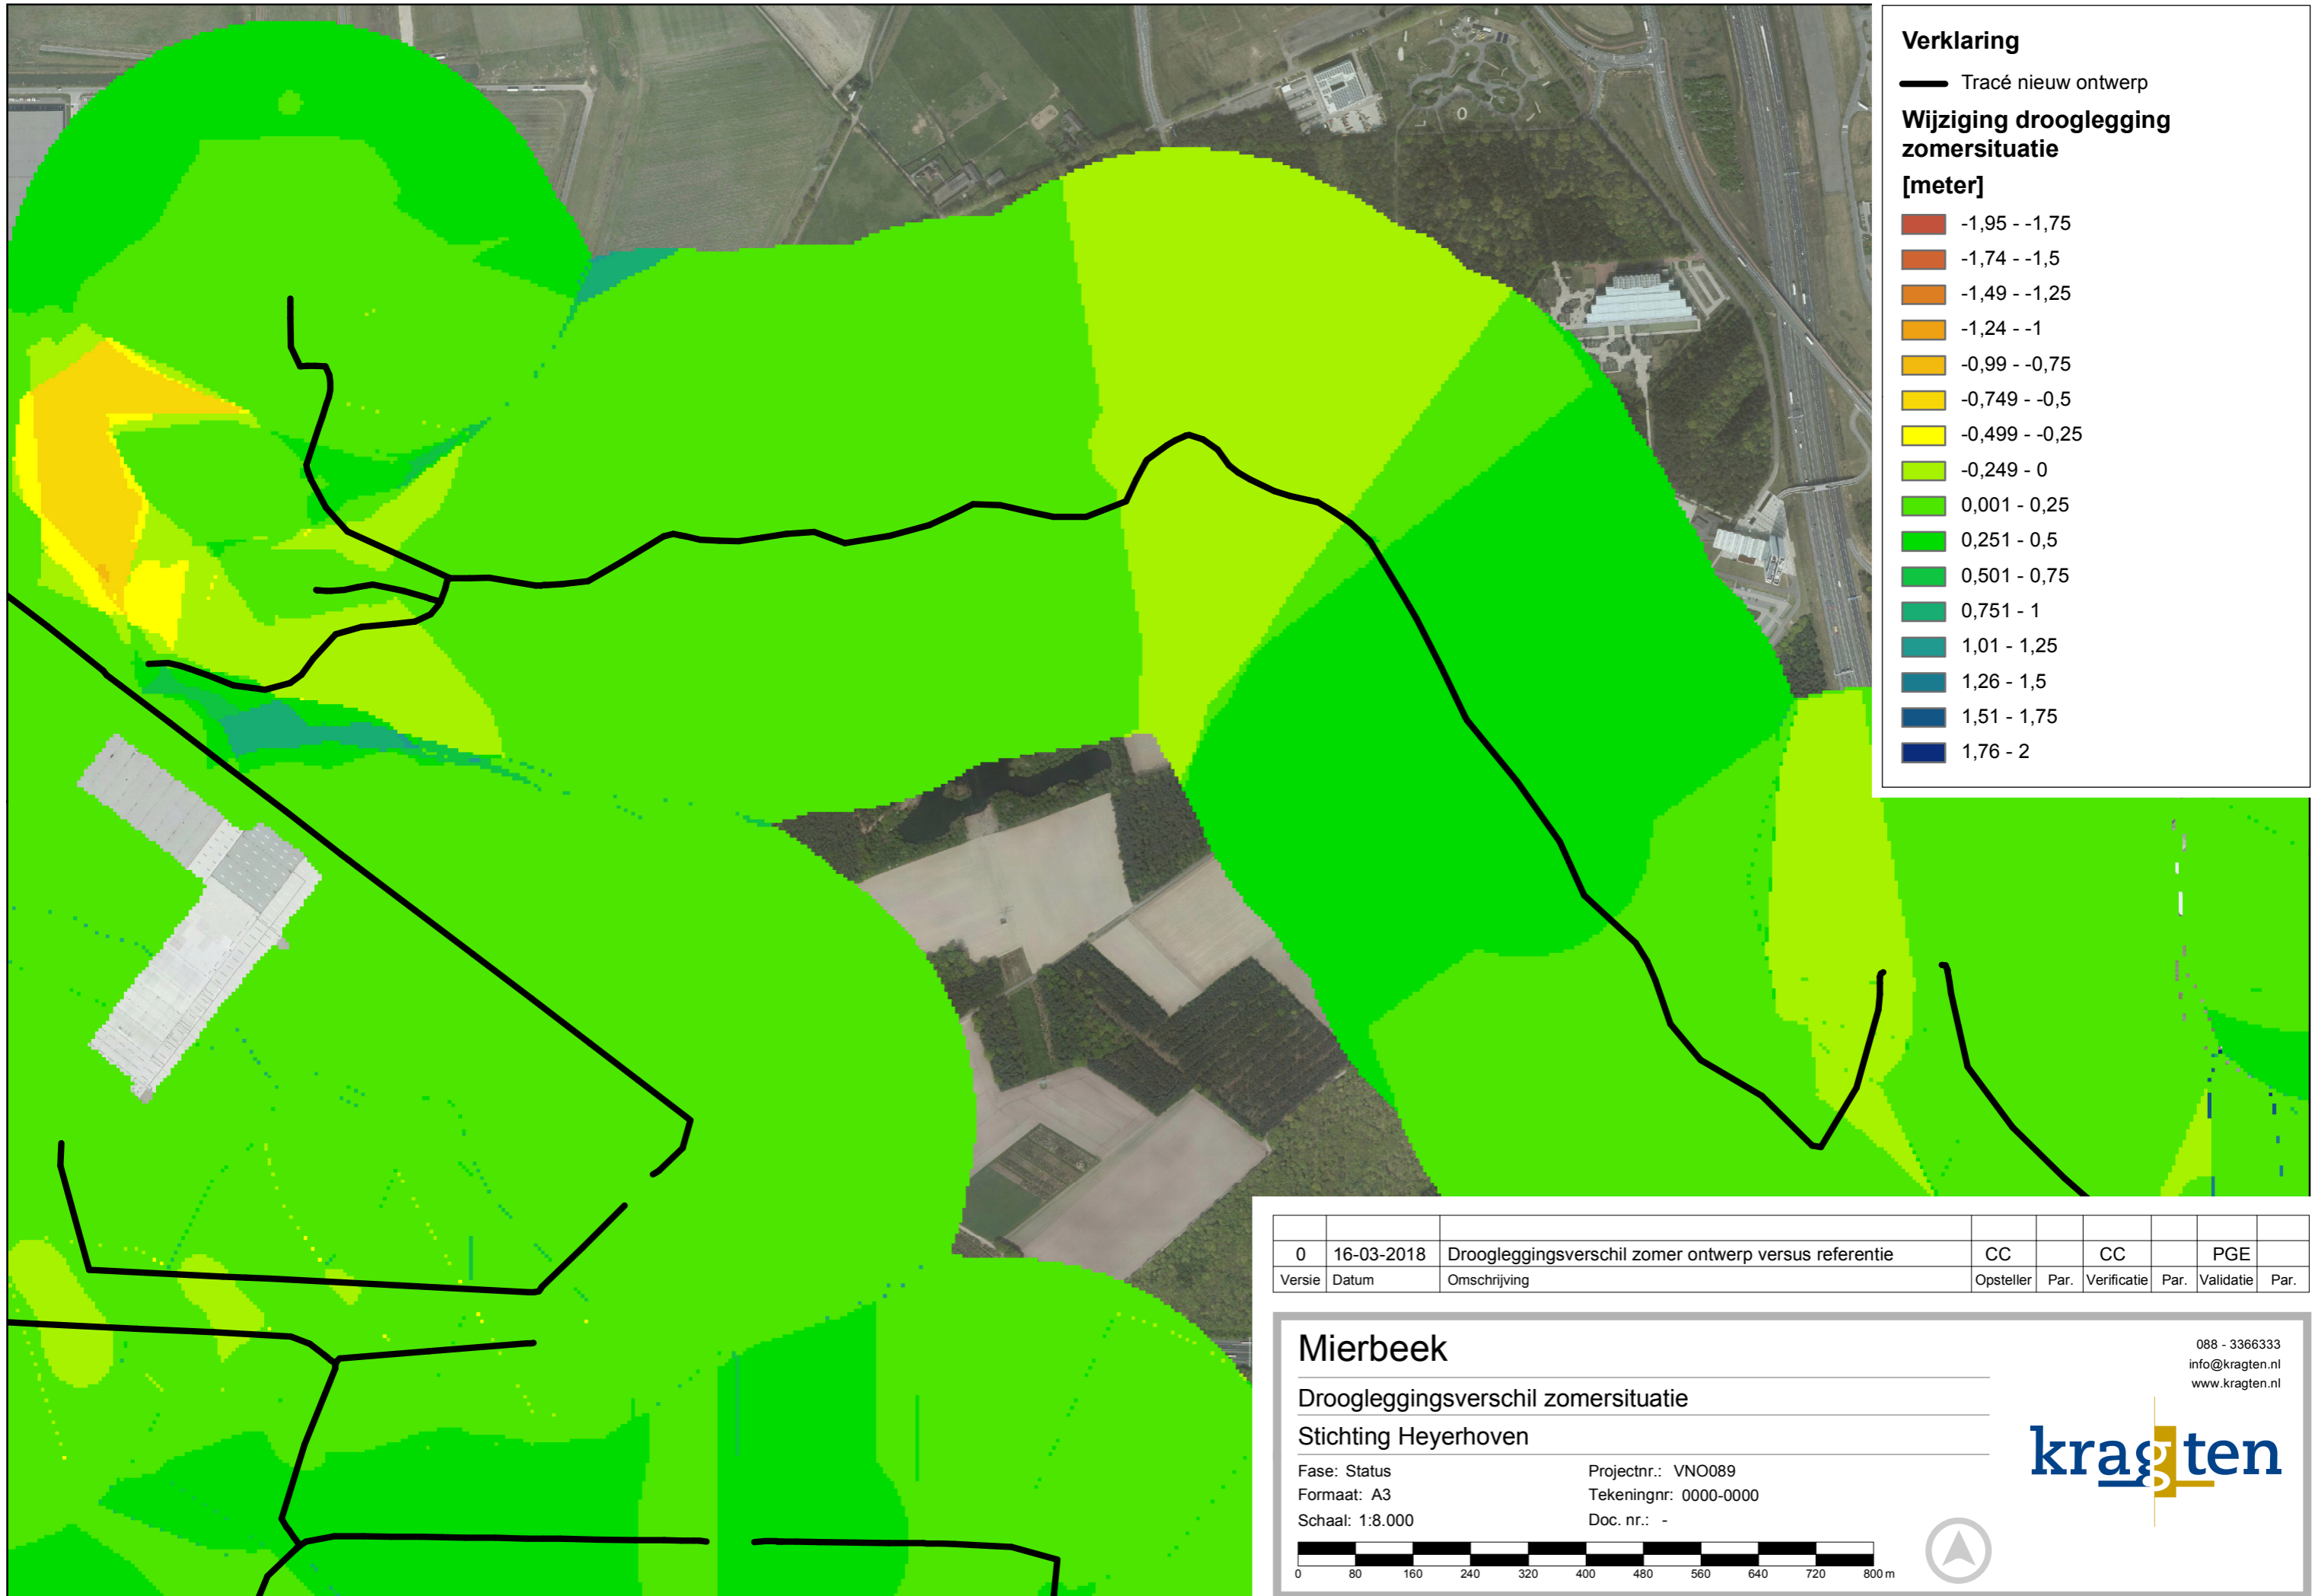 Verklaring
Tracé nieuw ontwerp
Wijziging drooglegging
zomersituatie
[meter]
-1,95 - -1,75
-1,74 - -1,5
-1,49 - -1,25
-1,24 - -1
-0,99 - -0,75
-0,749 - -0,5
-0,499 - -0,25
-0,249 - 0
0,001 - 0,25
0,251 - 0,5
0,501 - 0,75
0,751 - 1
1,01 - 1,25
1,26 - 1,5
1,51 - 1,75
1,76 - 2
0 16-03-2018 Droogleggingsverschil zomer ontwerp versus referentie CC CC PGE
Versie Datum Omschrijving Opsteller Par. Verificatie Par. Validatie Par.
Mierbeek
088 - 3366333
info@kragten.nl
www.kragten.nl
Droogleggingsverschil zomersituatie
Stichting Heyerhoven
Fase: Status Projectnr.: VNO089
Formaat: A3 Tekeningnr: 0000-0000
Schaal: 1:8.000 Doc. nr.: -
kragten
0 80 160 240 320 400 480 560 640 720 800 m